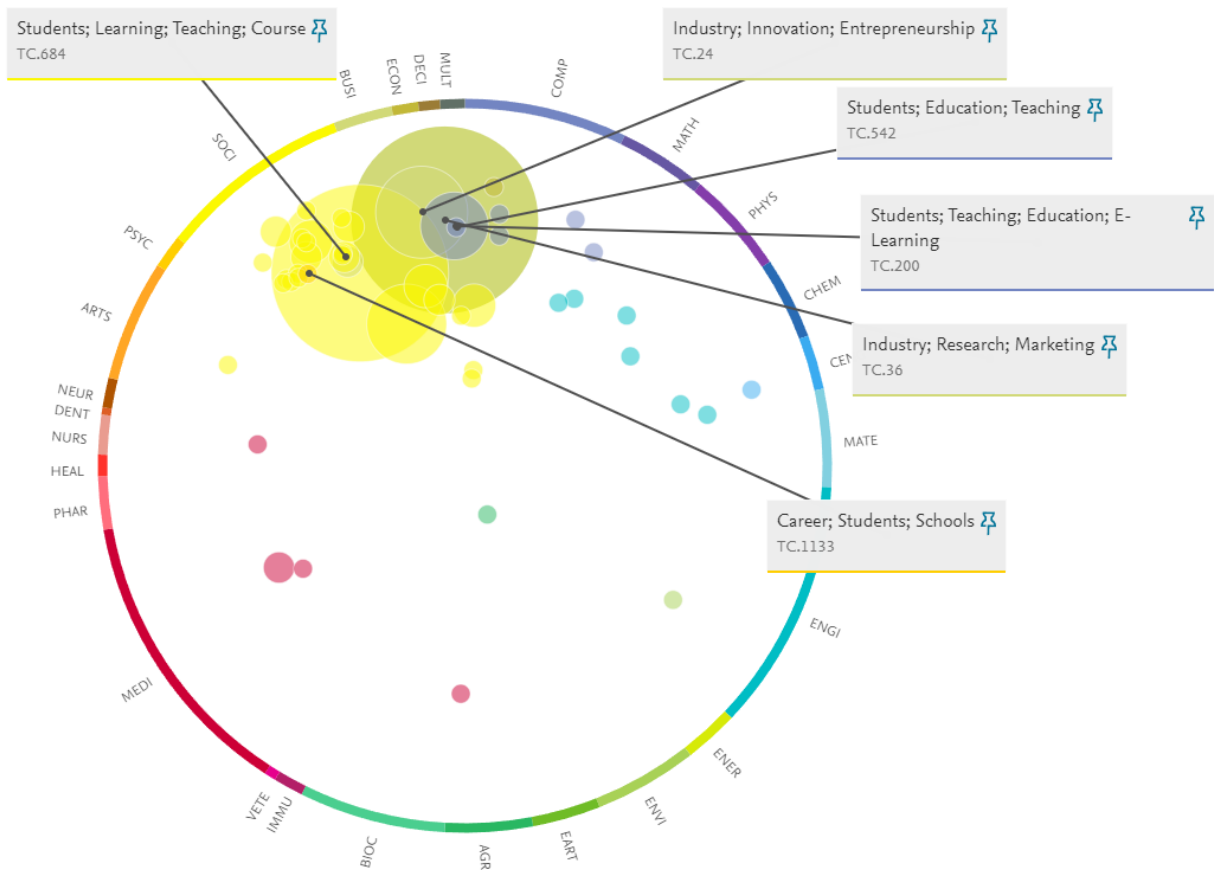 Students; Learning; Teaching; Course
TC.684
Industry; Innovation; Entrepreneurship
TC.24
Students; Education; Teaching
TC.542
Students; Teaching; Education; E-
Learning
TC.200
Industry; Research; Marketing
TC.36
Career; Students; Schools
TC.1133
MULT
COMP
MATH
PHYS
CHEM
CEN
MATE
ENGI
ENER
ENVI
EART
AGR
BIOC
IMMU
VETE
MEDI
PHAR
HEAL
NURS
DENT
NEUR
ARTS
PSYC
SOCI
BUSI
ECON
DECI